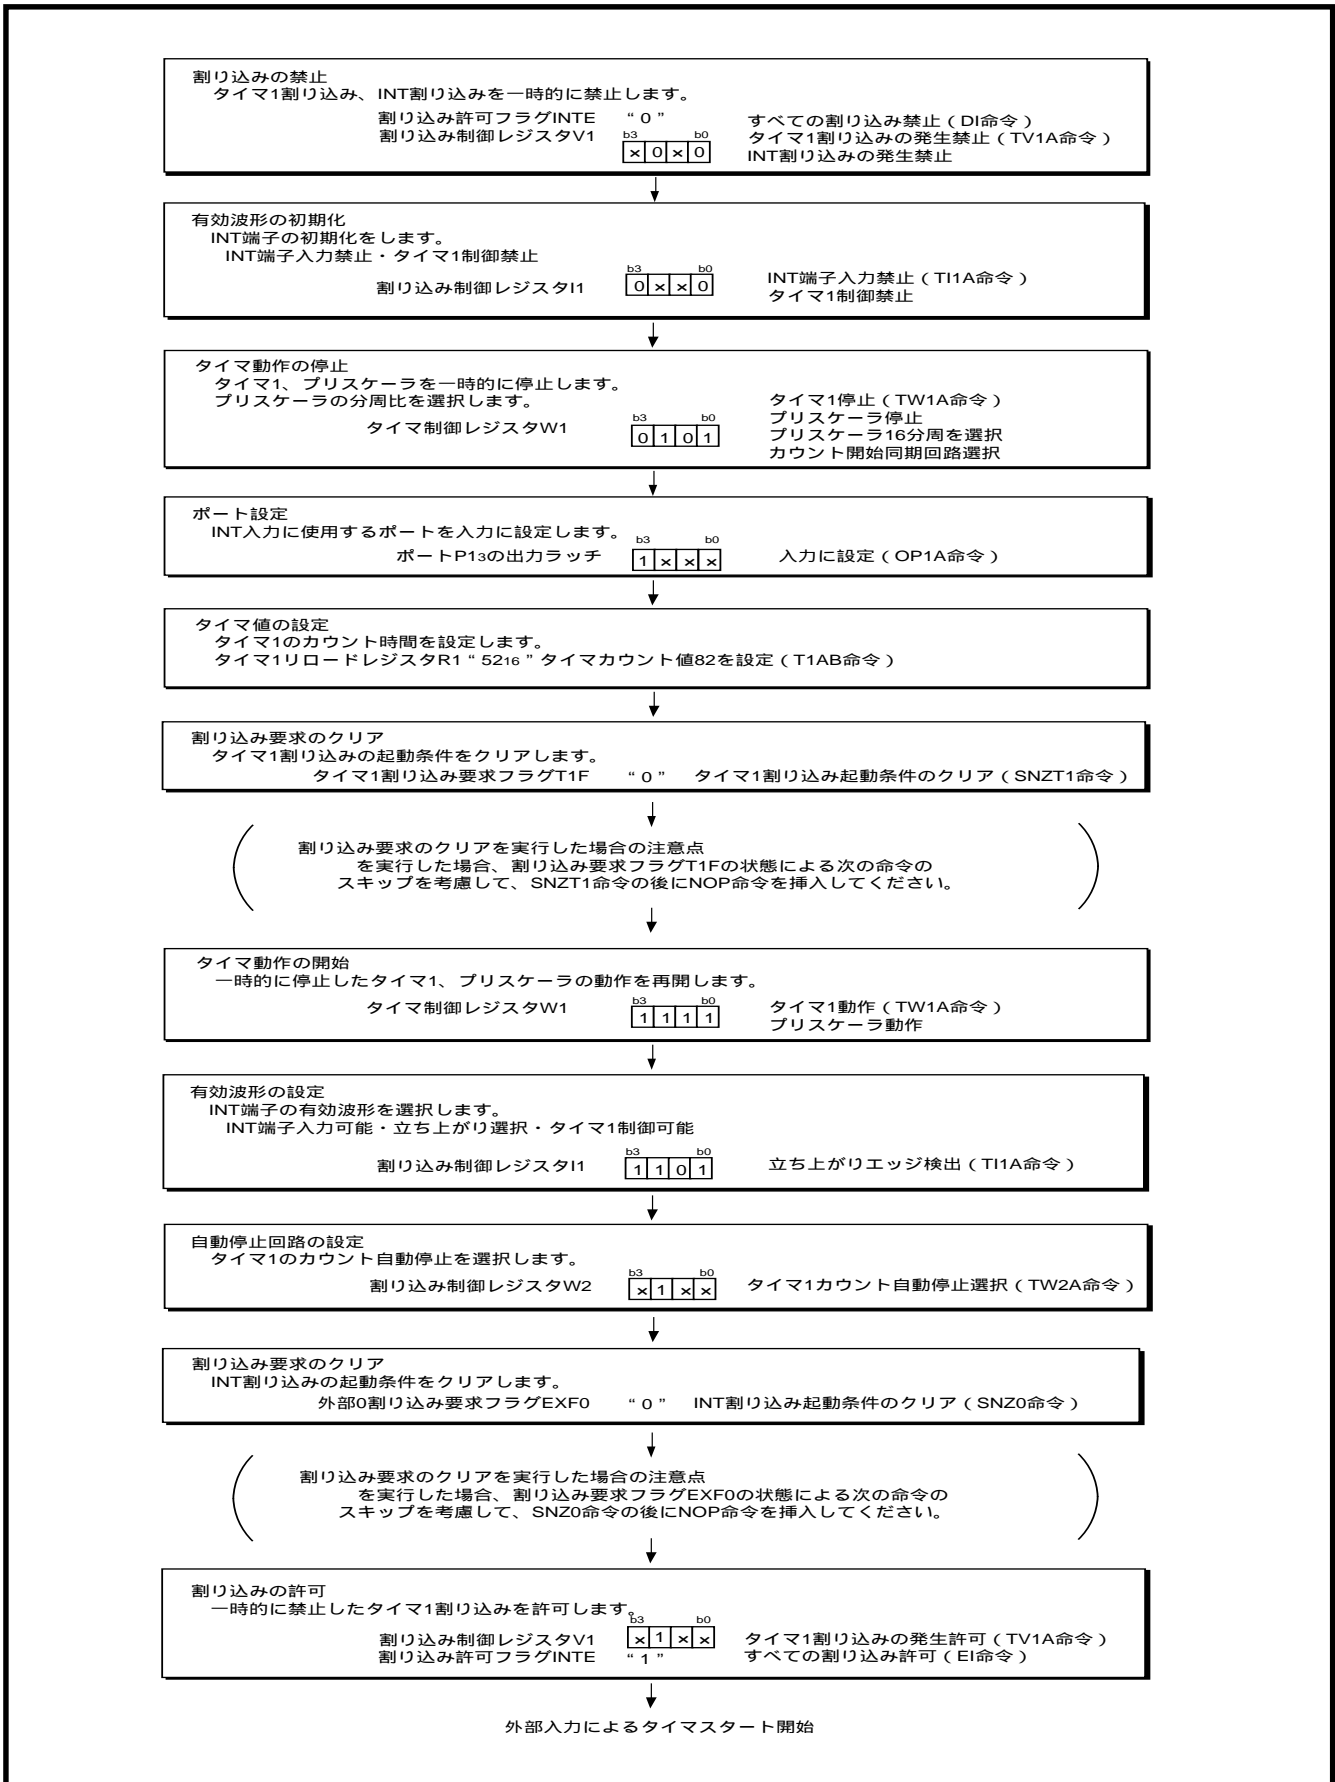 割り込みの禁止
タイマ1割り込み、INT割り込みを一時的に禁止します。
割り込み許可フラグINTE “0” すべての割り込み禁止(DI命令)
b3 b0
割り込み制御レジスタV1 × 0 × 0 タイマ1割り込みの発生禁止(TV1A命令)
INT割り込みの発生禁止
有効波形の初期化
INT端子の初期化をします。
INT端子入力禁止・タイマ1制御禁止
b3 b0
割り込み制御レジスタI1 0 × × 0 INT端子入力禁止(TI1A命令)
タイマ1制御禁止
タイマ動作の停止
タイマ1、プリスケーラを一時的に停止します。
プリスケーラの分周比を選択します。 タイマ1停止(TW1A命令)
b3 b0 プリスケーラ停止
タイマ制御レジスタW1 0 1 0 1 プリスケーラ16分周を選択
カウント開始同期回路選択
ポート設定
INT入力に使用するポートを入力に設定します。
b3 b0
ポートP13の出力ラッチ 1 × × × 入力に設定(OP1A命令)
タイマ値の設定
タイマ1のカウント時間を設定します。
タイマ1リロードレジスタR1“5216”タイマカウント値82を設定(T1AB命令)
割り込み要求のクリア
タイマ1割り込みの起動条件をクリアします。
タイマ1割り込み要求フラグT1F “0” タイマ1割り込み起動条件のクリア(SNZT1命令)
割り込み要求のクリアを実行した場合の注意点
を実行した場合、割り込み要求フラグT1Fの状態による次の命令の
スキップを考慮して、SNZT1命令の後にNOP命令を挿入してください。
タイマ動作の開始
一時的に停止したタイマ1、プリスケーラの動作を再開します。
b3 b0
タイマ制御レジスタW1 1 1 1 1 タイマ1動作(TW1A命令)
プリスケーラ動作
有効波形の設定
INT端子の有効波形を選択します。
INT端子入力可能・立ち上がり選択・タイマ1制御可能
b3 b0
割り込み制御レジスタI1 1 1 0 1 立ち上がりエッジ検出(TI1A命令)
自動停止回路の設定
タイマ1のカウント自動停止を選択します。
b3 b0
割り込み制御レジスタW2 × 1 × × タイマ1カウント自動停止選択(TW2A命令)
割り込み要求のクリア
INT割り込みの起動条件をクリアします。
外部0割り込み要求フラグEXF0 “0” INT割り込み起動条件のクリア(SNZ0命令)
割り込み要求のクリアを実行した場合の注意点
を実行した場合、割り込み要求フラグEXF0の状態による次の命令の
スキップを考慮して、SNZ0命令の後にNOP命令を挿入してください。
割り込みの許可
一時的に禁止したタイマ1割り込みを許可します。
b3 b0
割り込み制御レジスタV1 × 1 × × タイマ1割り込みの発生許可(TV1A命令)
割り込み許可フラグINTE “1” すべての割り込み許可(EI命令)
外部入力によるタイマスタート開始